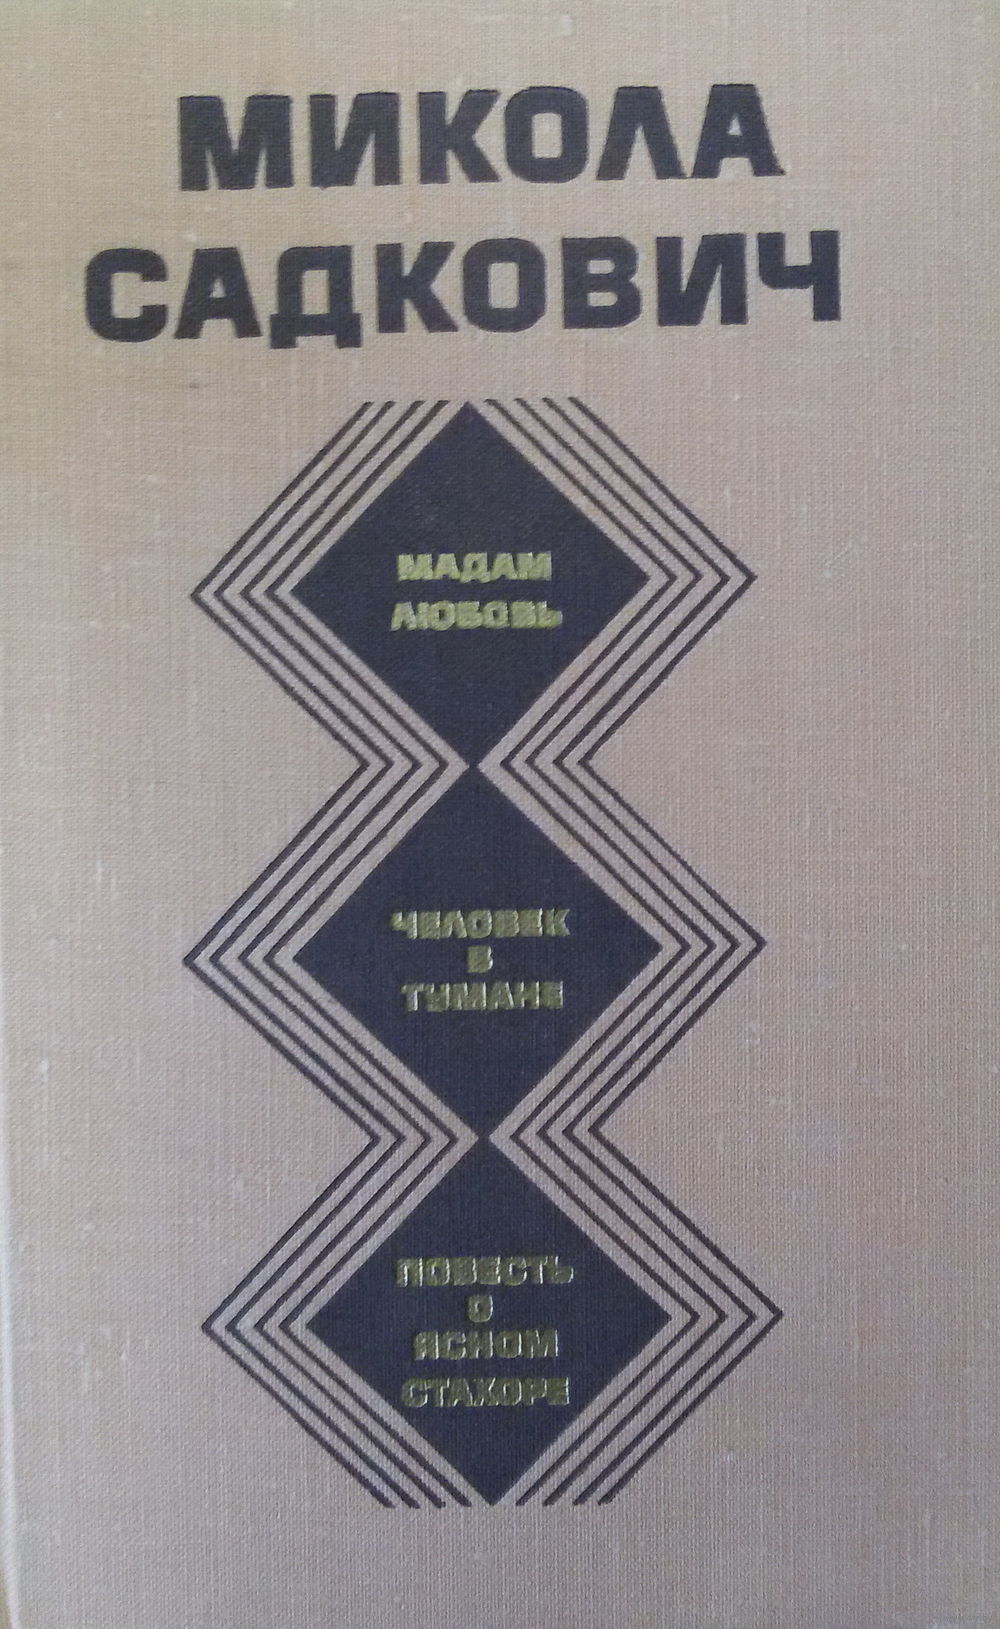 МИКОЛА
САДКОВИЧ
МАДАМ
ЛЮБОВЬ
ЧЕЛОВЕК
В
ТУМАНЕ
ПОВЕСТЬ
О
ЯСНОМ
СТАХОРЕ